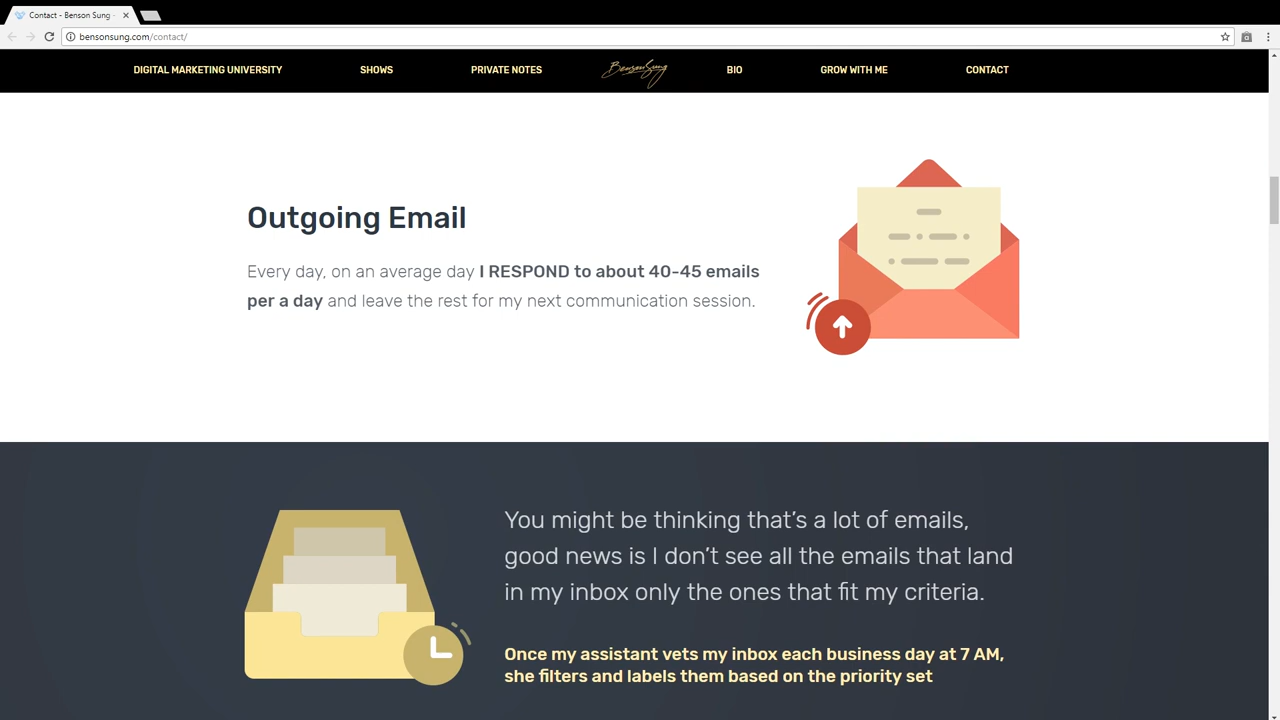 Contact - Benson Sung -
bensonsung.com/contact/
DIGITAL MARKETING UNIVERSITY SHOWS PRIVATE NOTES BensonSung BIO GROW WITH ME CONTACT
Outgoing Email
Every day, on an average day I RESPOND to about 40-45 emails
per a day and leave the rest for my next communication session.
You might be thinking that's a lot of emails,
good news is I don't see all the emails that land
in my inbox only the ones that fit my criteria.
Once my assistant vets my inbox each business day at 7 AM,
she filters and labels them based on the priority set